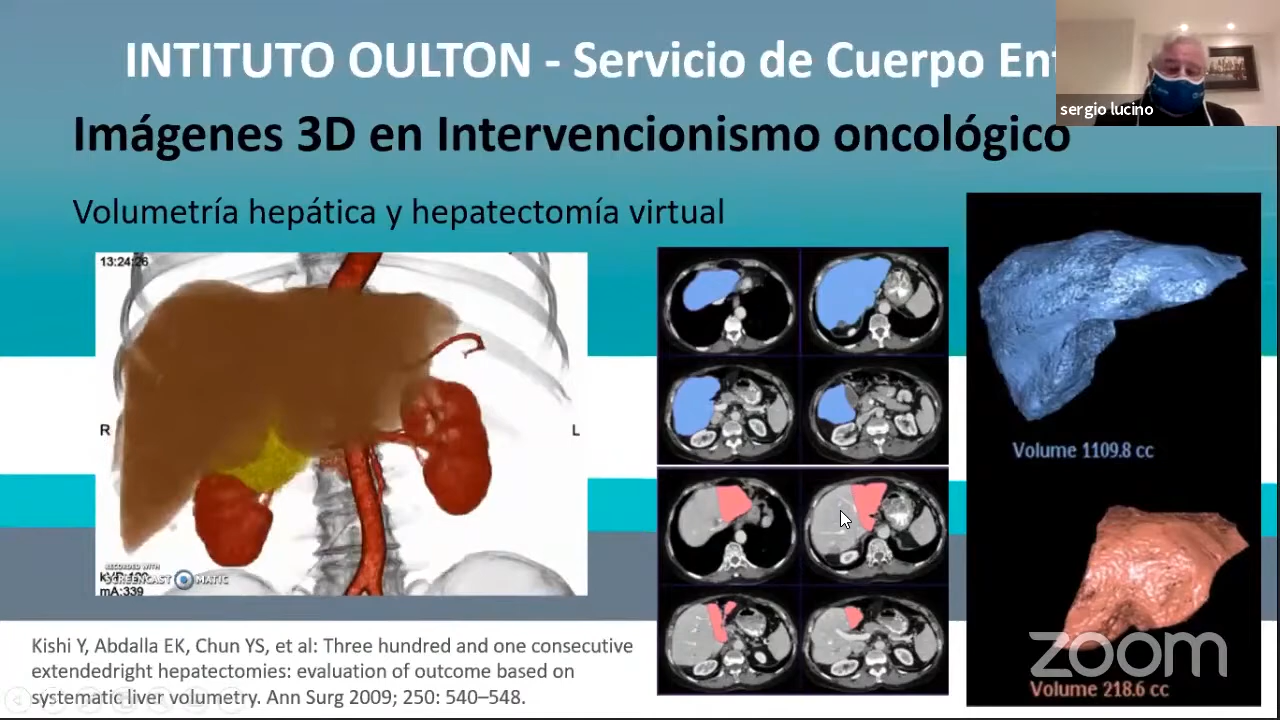 INTITUTO OULTON - Servicio de Cuerpo Ent
sergio lucino
Imágenes 3D en Intervencionismo oncológico
Volumetría hepática y hepatectomía virtual
13:24:26
R
L
RECORDED WITH
SCREENCAST MATIC
mA:339
Volume 1109.8 cc
Volume 218.6 cc
zoom
Kishi Y, Abdalla EK, Chun YS, et al: Three hundred and one consecutive
extendedright hepatectomies: evaluation of outcome based on
systematic liver volumetry. Ann Surg 2009; 250: 540–548.